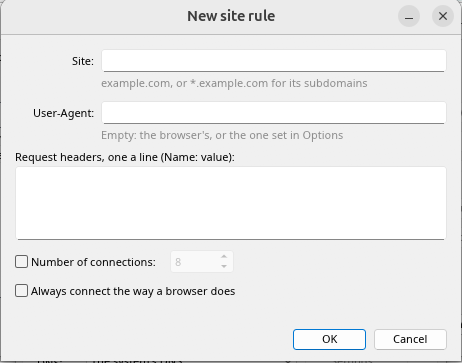 New site rule
Site:
example.com, or *.example.com for its subdomains
User-Agent:
Empty: the browser's, or the one set in Options
Request headers, one a line (Name: value):
Number of connections: 8
Always connect the way a browser does
OK Cancel